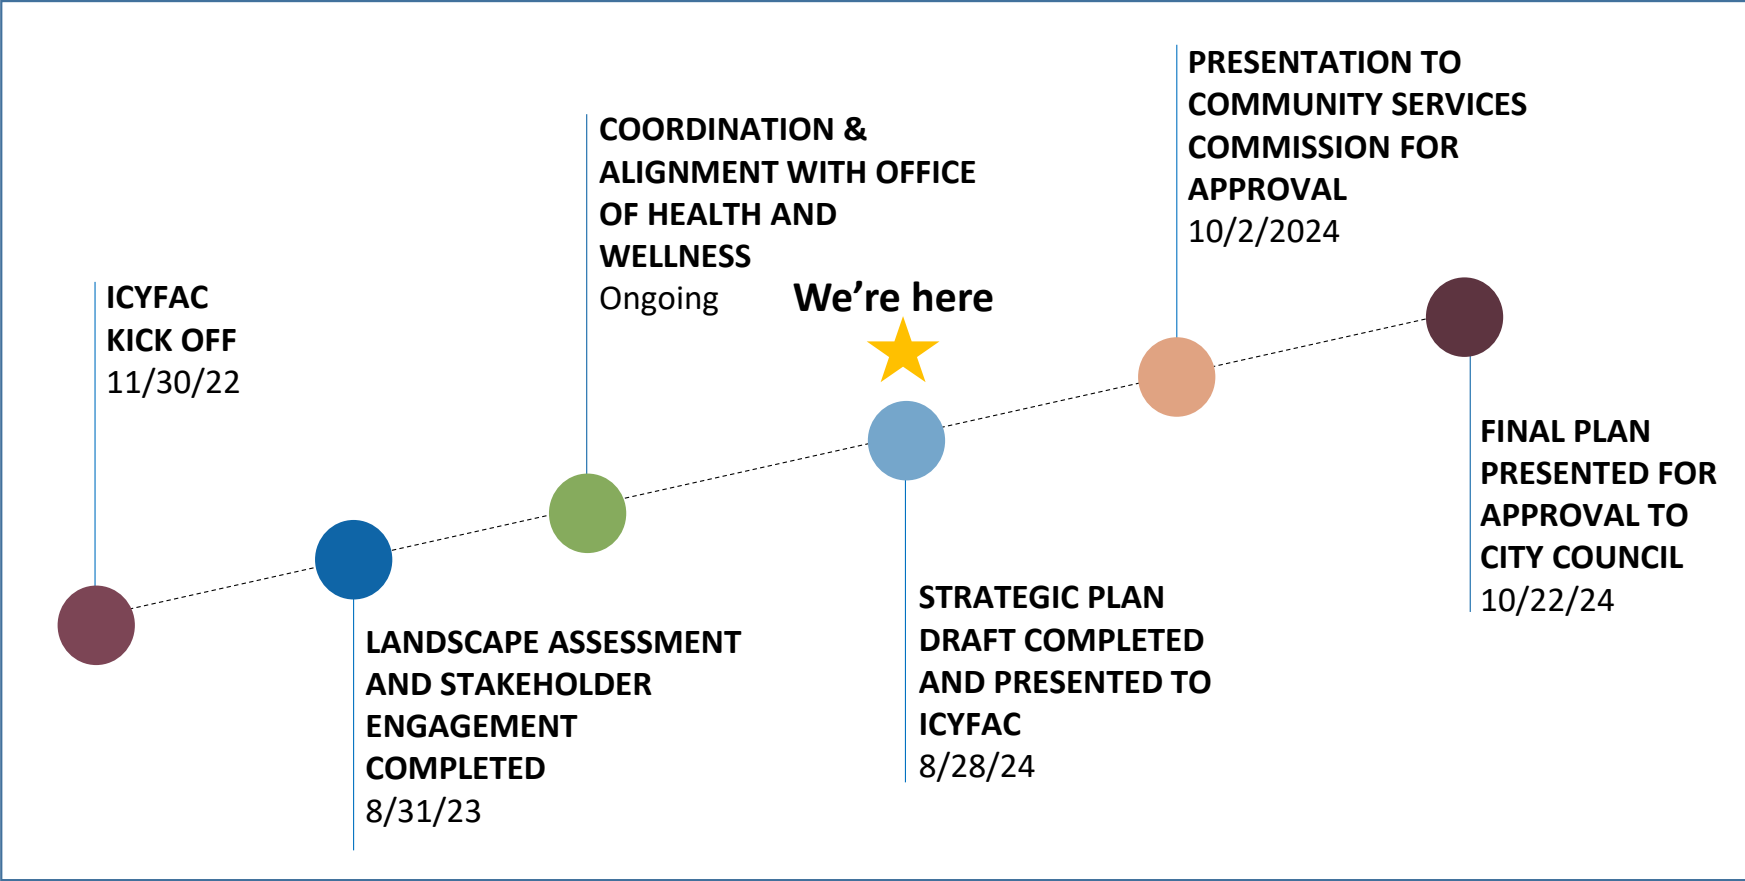 ICYFAC
KICK OFF
11/30/22
LANDSCAPE ASSESSMENT
AND STAKEHOLDER
ENGAGEMENT
COMPLETED
8/31/23
COORDINATION &
ALIGNMENT WITH OFFICE
OF HEALTH AND
WELLNESS
Ongoing
We’re here
STRATEGIC PLAN
DRAFT COMPLETED
AND PRESENTED TO
ICYFAC
8/28/24
PRESENTATION TO
COMMUNITY SERVICES
COMMISSION FOR
APPROVAL
10/2/2024
FINAL PLAN
PRESENTED FOR
APPROVAL TO
CITY COUNCIL
10/22/24